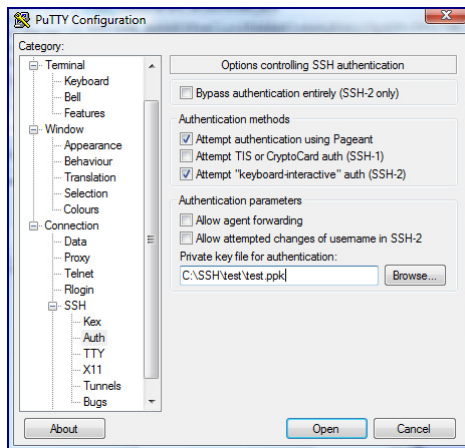 PuTTY Configuration
Category:
Terminal
Keyboard
Bell
Features
Window
Appearance
Behaviour
Translation
Selection
Colours
Connection
Data
Proxy
Telnet
Rlogin
SSH
Kex
Auth
TTY
X11
Tunnels
Bugs
Options controlling SSH authentication
Bypass authentication entirely (SSH-2 only)
Authentication methods
Attempt authentication using Pageant
Attempt TIS or CryptoCard auth (SSH-1)
Attempt "keyboard-interactive" auth (SSH-2)
Authentication parameters
Allow agent forwarding
Allow attempted changes of username in SSH-2
Private key file for authentication:
C:\SSH\test\test.ppk
Browse...
About
Open
Cancel